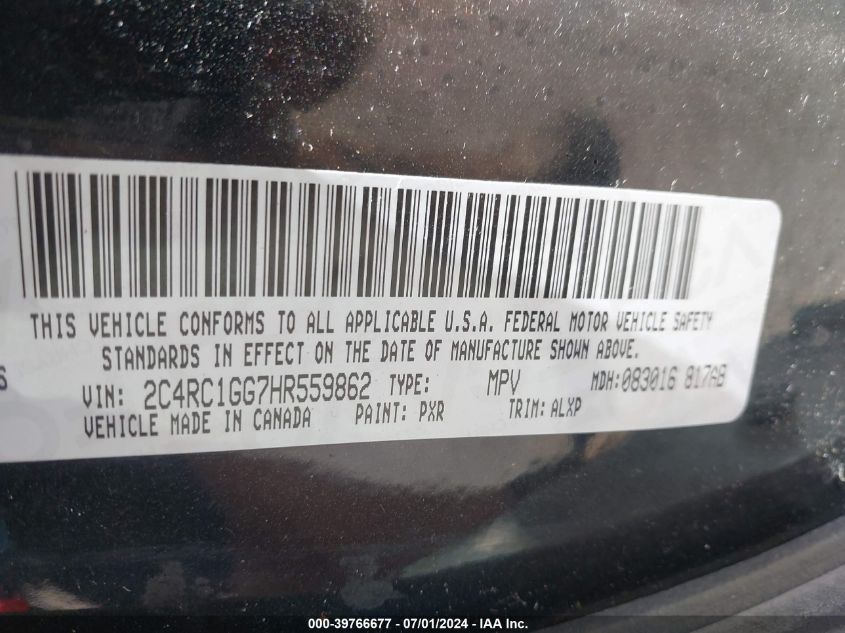 THIS VEHICLE CONFORMS TO ALL APPLICABLE U.S.A. FEDERAL MOTOR VEHICLE SAFETY
STANDARDS IN EFFECT ON THE DATE OF MANUFACTURE SHOWN ABOVE.
VIN: 2C4RC1GG7HR559862 TYPE: MPV MDH:083016 817AB
VEHICLE MADE IN CANADA PAINT: PXR TRIM: ALXP
000-39766677 / 07/01/2024 - IAA Inc.